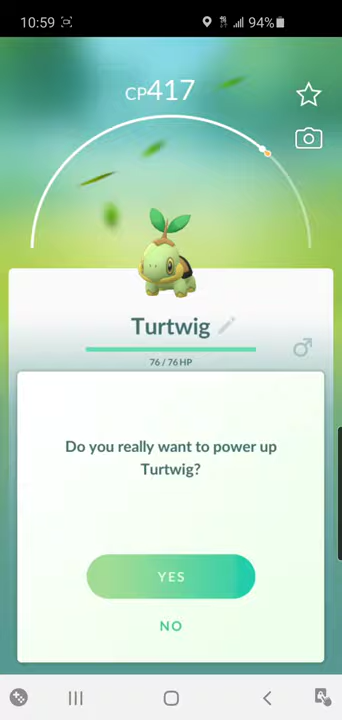 10:59 94%
CP417
Turtwig
76 / 76 HP
Do you really want to power up
Turtwig?
YES
NO